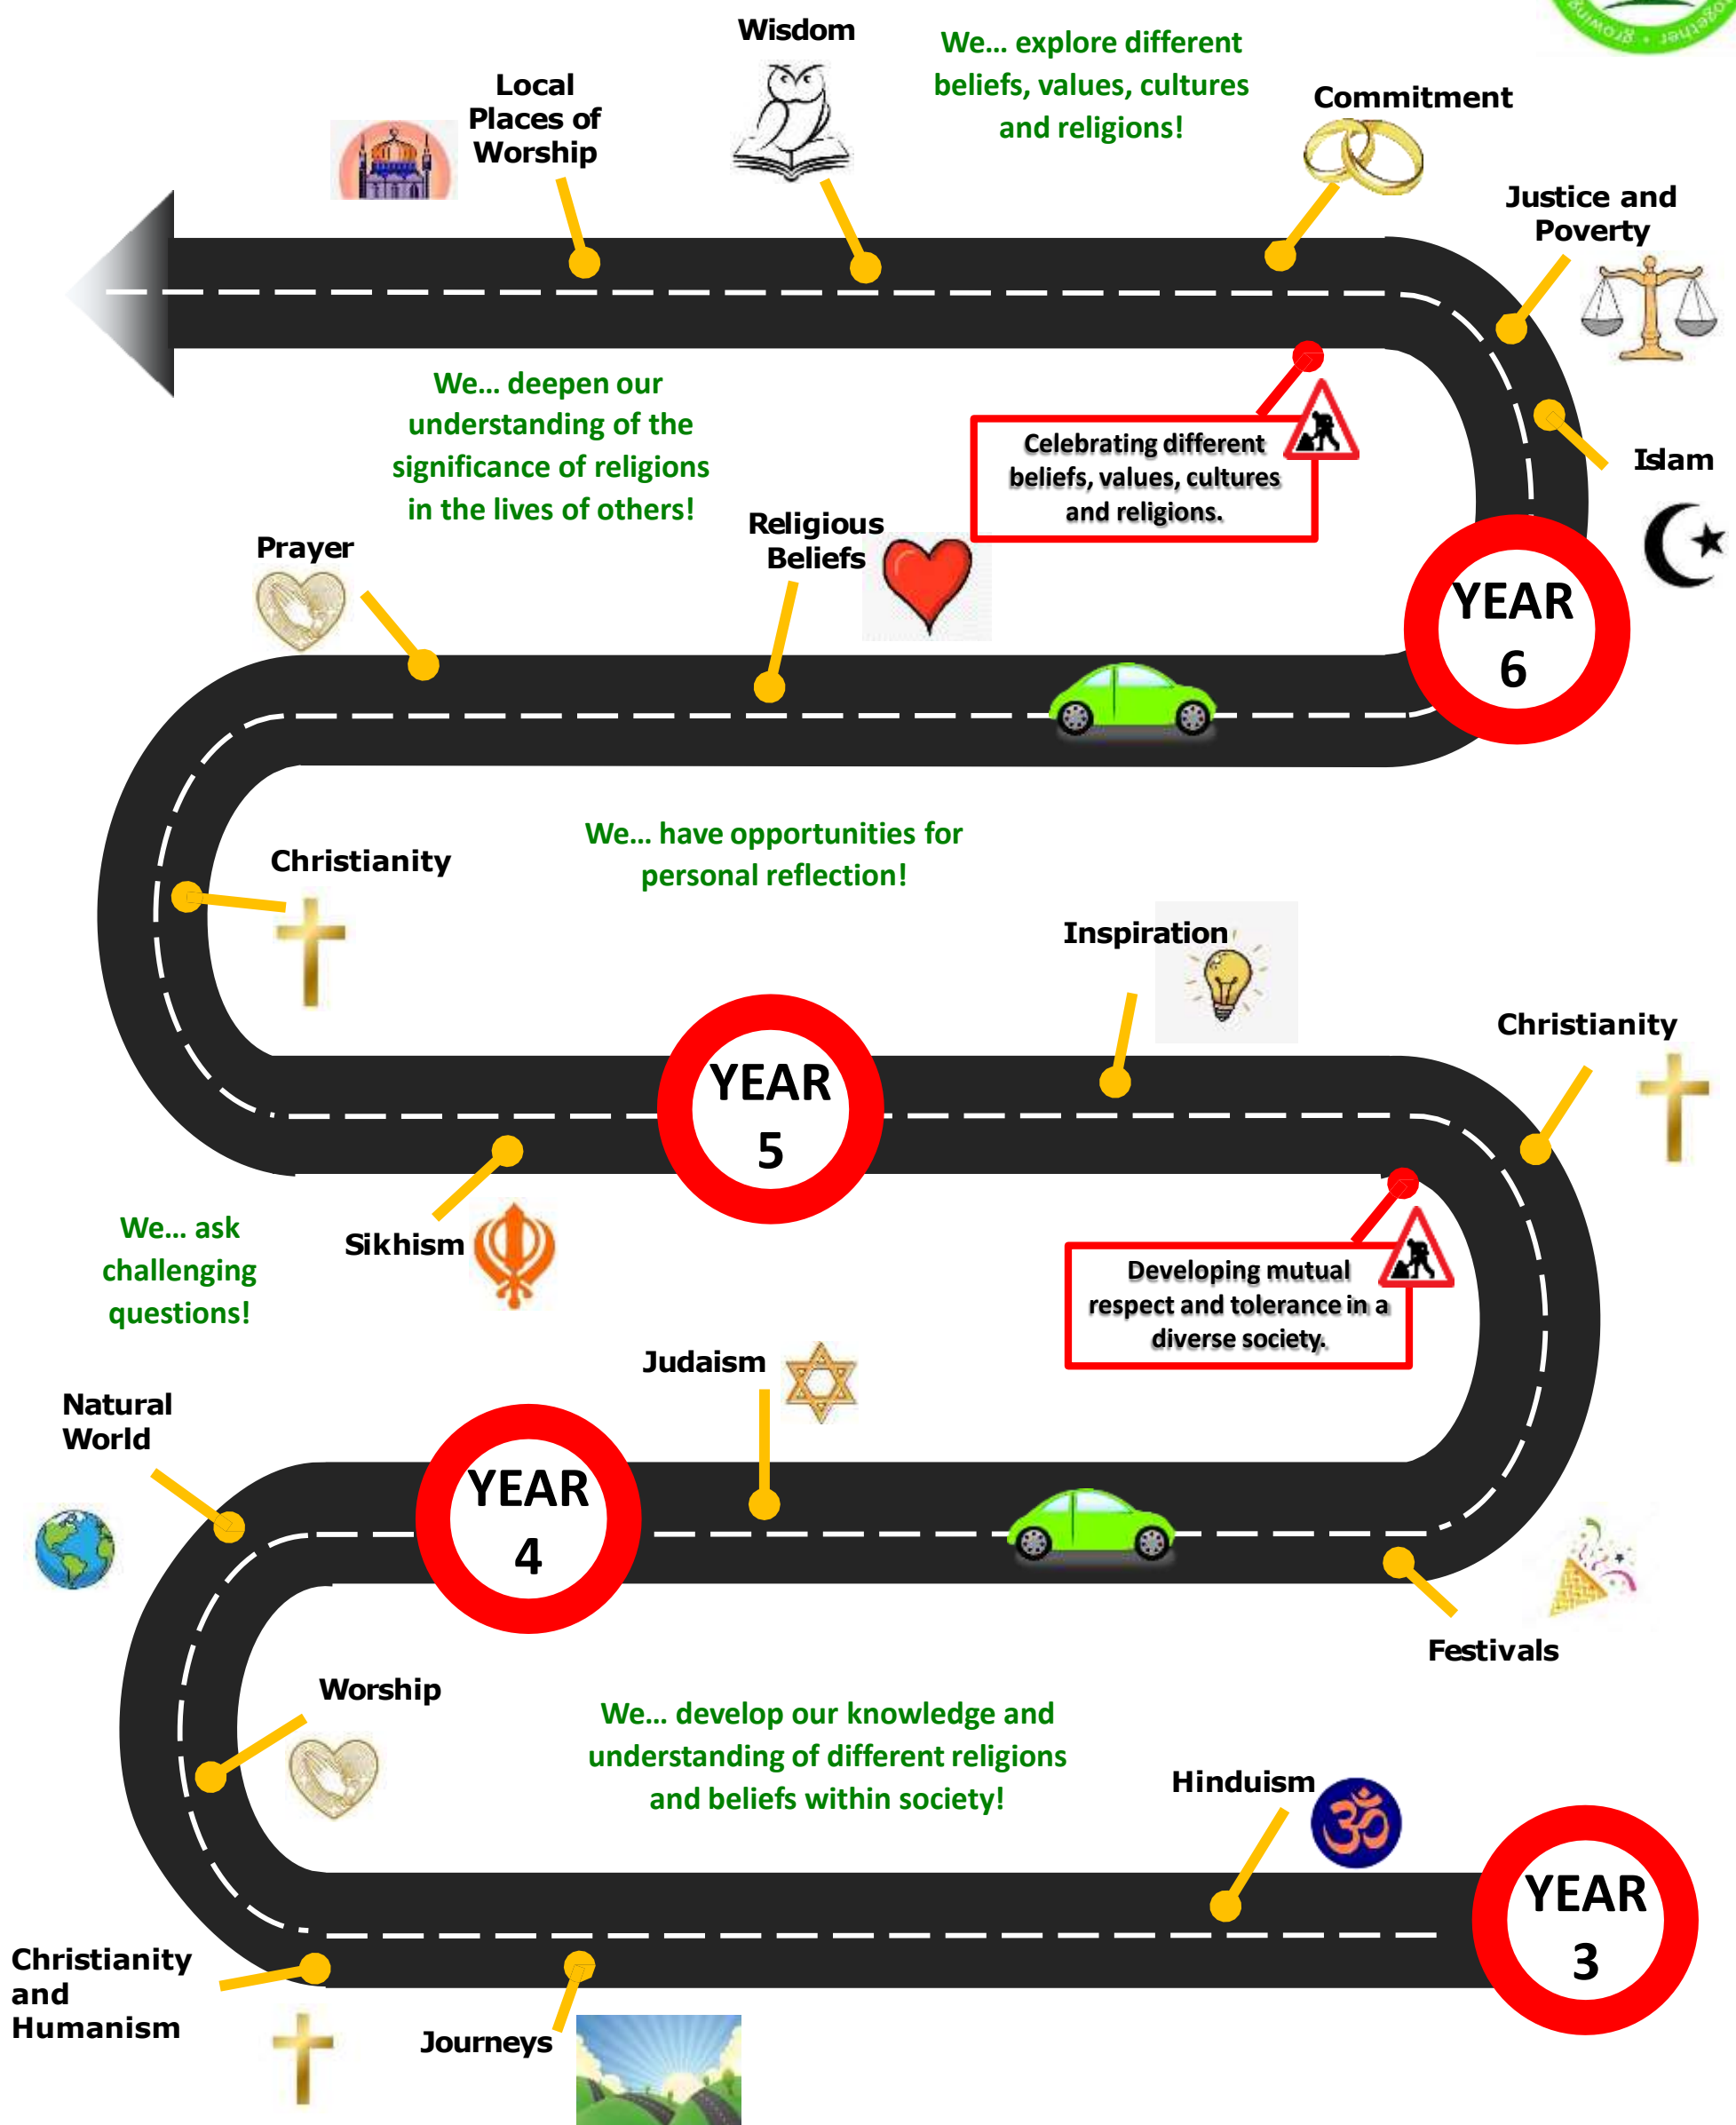 together • growing
Wisdom
We... explore different
beliefs, values, cultures
and religions!
Local
Places of
Worship
Commitment
Justice and
Poverty
We... deepen our
understanding of the
significance of religions
in the lives of others!
Celebrating different
beliefs, values, cultures
and religions.
Islam
Prayer
Religious
Beliefs
YEAR
6
We... have opportunities for
personal reflection!
Christianity
Inspiration
Christianity
YEAR
5
We... ask
challenging
questions!
Sikhism
Developing mutual
respect and tolerance in a
diverse society.
Judaism
Natural
World
YEAR
4
Festivals
Worship
We... develop our knowledge and
understanding of different religions
and beliefs within society!
Hinduism
YEAR
3
Christianity
and
Humanism
Journeys